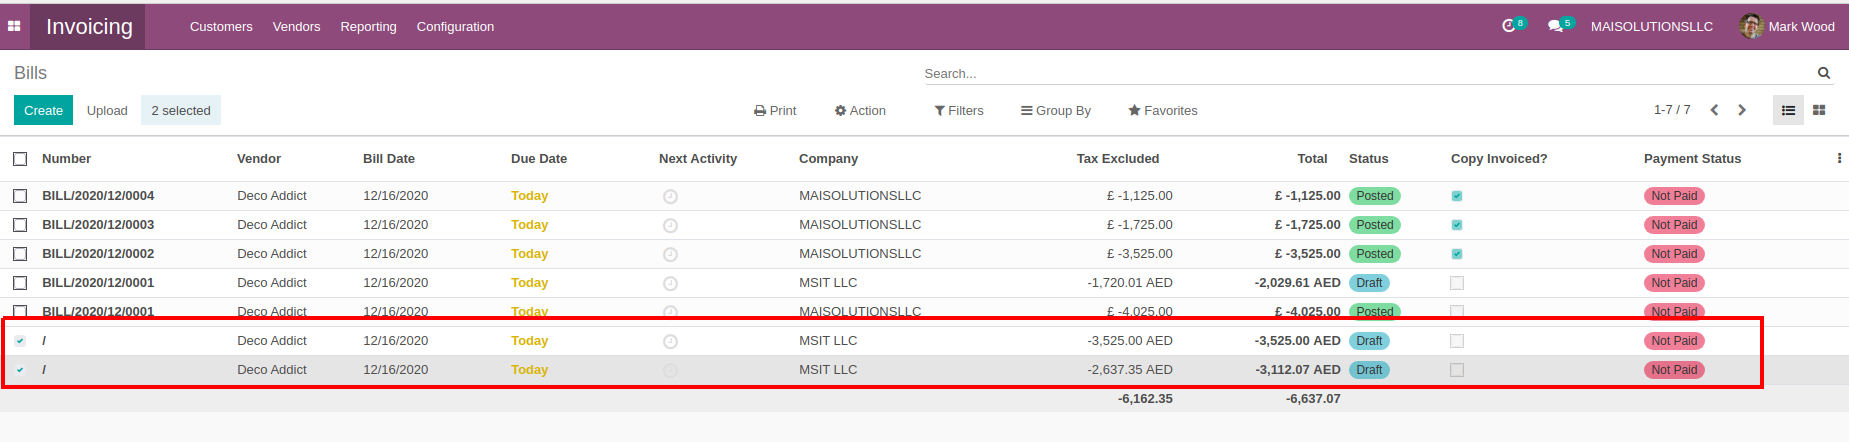 Invoicing Customers Vendors Reporting Configuration 8 5 MAISOLUTIONSLLC Mark Wood
Bills Search...
Create Upload 2 selected Print Action Filters Group By Favorites 1-7 / 7
Number Vendor Bill Date Due Date Next Activity Company Tax Excluded Total Status Copy Invoiced? Payment Status
BILL/2020/12/0004 Deco Addict 12/16/2020 Today MAISOLUTIONSLLC £ -1,125.00 £ -1,125.00 Posted Not Paid
BILL/2020/12/0003 Deco Addict 12/16/2020 Today MAISOLUTIONSLLC £ -1,725.00 £ -1,725.00 Posted Not Paid
BILL/2020/12/0002 Deco Addict 12/16/2020 Today MAISOLUTIONSLLC £ -3,525.00 £ -3,525.00 Posted Not Paid
BILL/2020/12/0001 Deco Addict 12/16/2020 Today MSIT LLC -1,720.01 AED -2,029.61 AED Draft Not Paid
BILL/2020/12/0001 Deco Addict 12/16/2020 Today MAISOLUTIONSLLC £ -4,025.00 £ -4,025.00 Posted Not Paid
/ Deco Addict 12/16/2020 Today MSIT LLC -3,525.00 AED -3,525.00 AED Draft Not Paid
/ Deco Addict 12/16/2020 Today MSIT LLC -2,637.35 AED -3,112.07 AED Draft Not Paid
-6,162.35 -6,637.07